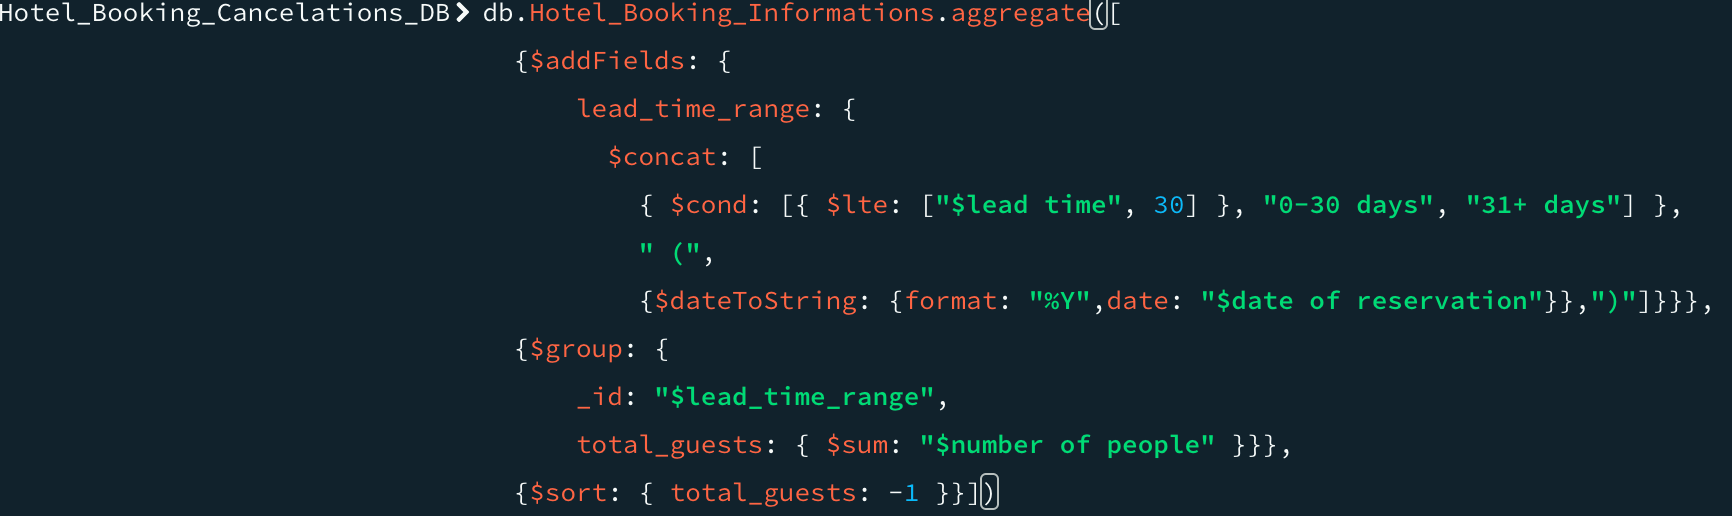 Hotel_Booking_Cancelations_DB> db.Hotel_Booking_Informations.aggregate([
{$addFields: {
lead_time_range: {
$concat: [
{ $cond: [{ $lte: ["$lead time", 30] }, "0-30 days", "31+ days"] },
" (",
{$dateToString: {format: "%Y",date: "$date of reservation"}},")"]}}},
{$group: {
_id: "$lead_time_range",
total_guests: { $sum: "$number of people" }}},
{$sort: { total_guests: -1 }}])